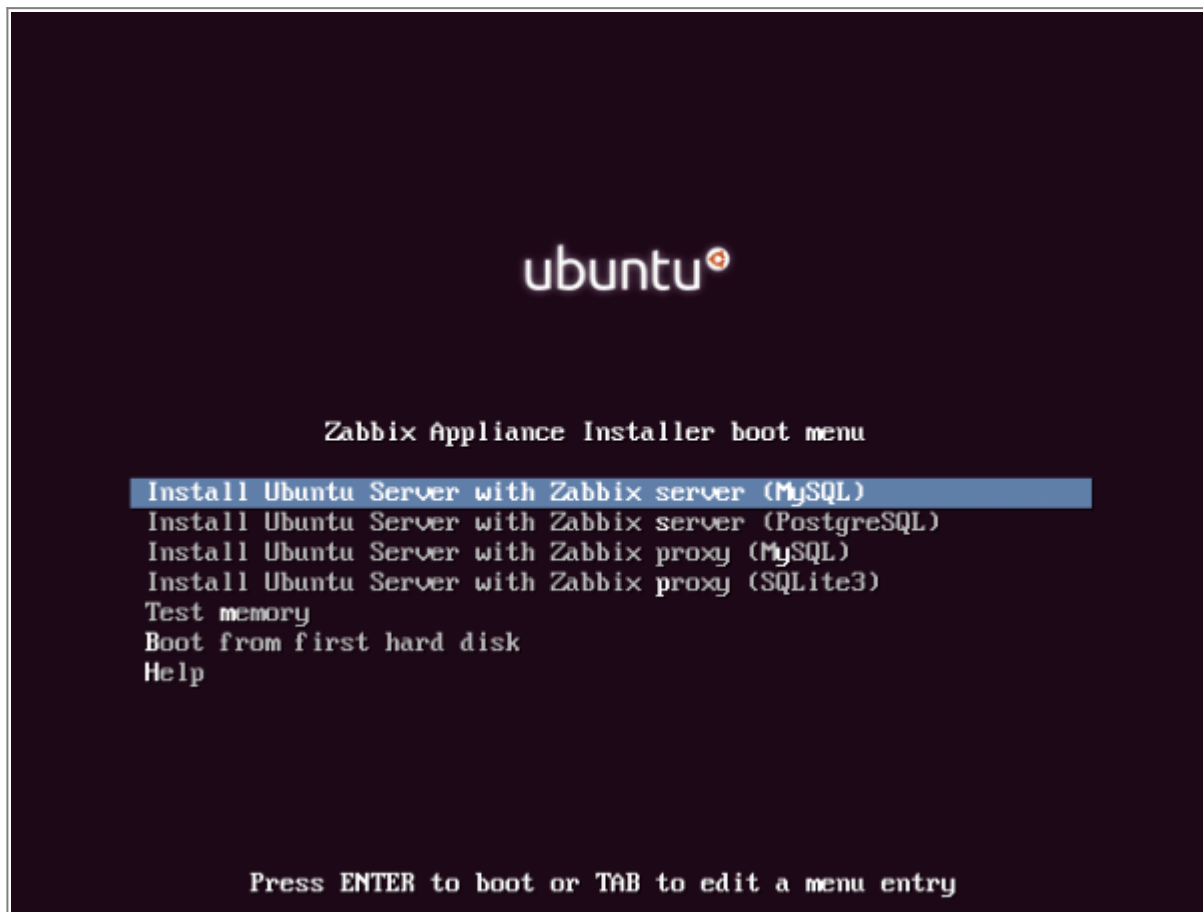 ubuntu
Zabbix Appliance Installer boot menu
Install Ubuntu Server with Zabbix server (MySQL)
Install Ubuntu Server with Zabbix server (PostgreSQL)
Install Ubuntu Server with Zabbix proxy (MySQL)
Install Ubuntu Server with Zabbix proxy (SQLite3)
Test memory
Boot from first hard disk
Help
Press ENTER to boot or TAB to edit a menu entry